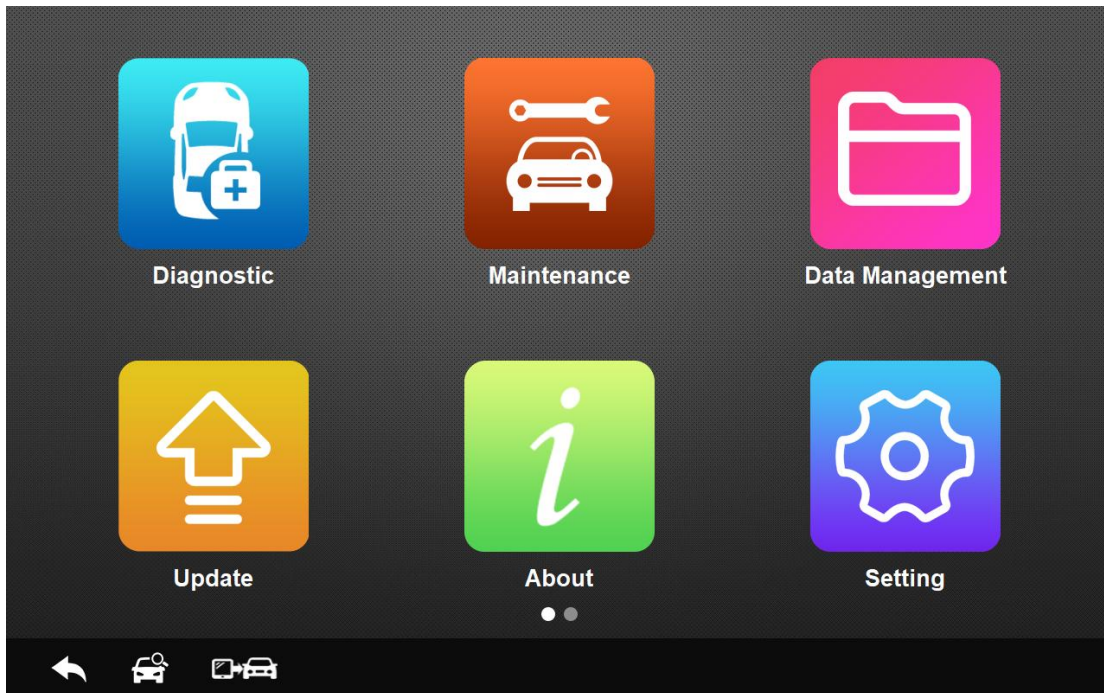 Diagnostic
Maintenance
Data Management
Update
About
Setting